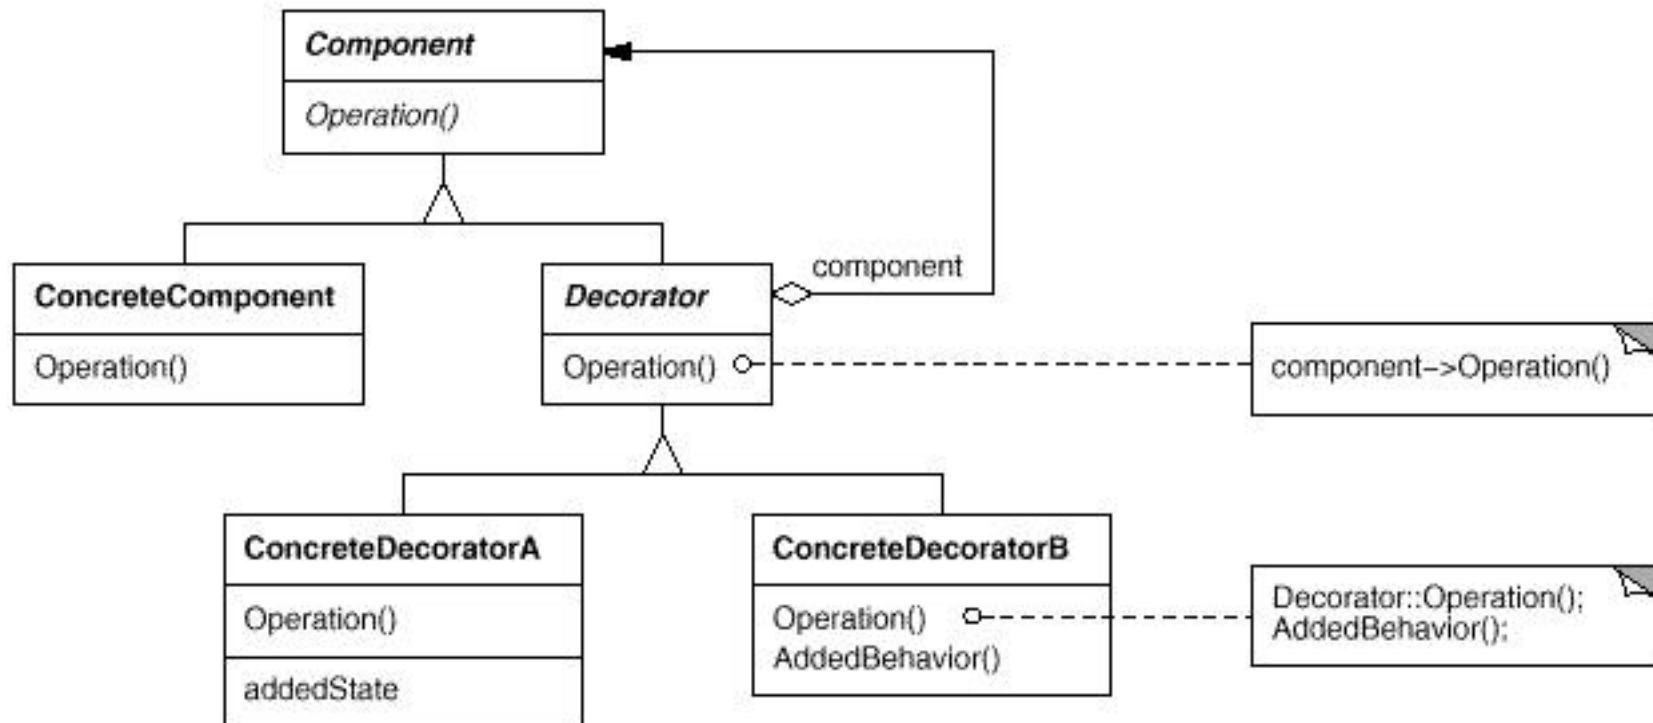 Component
Operation()
ConcreteComponent
Operation()
Decorator
Operation()
component
component–>Operation()
ConcreteDecoratorA
Operation()
addedState
ConcreteDecoratorB
Operation()
AddedBehavior()
Decorator::Operation();
AddedBehavior();